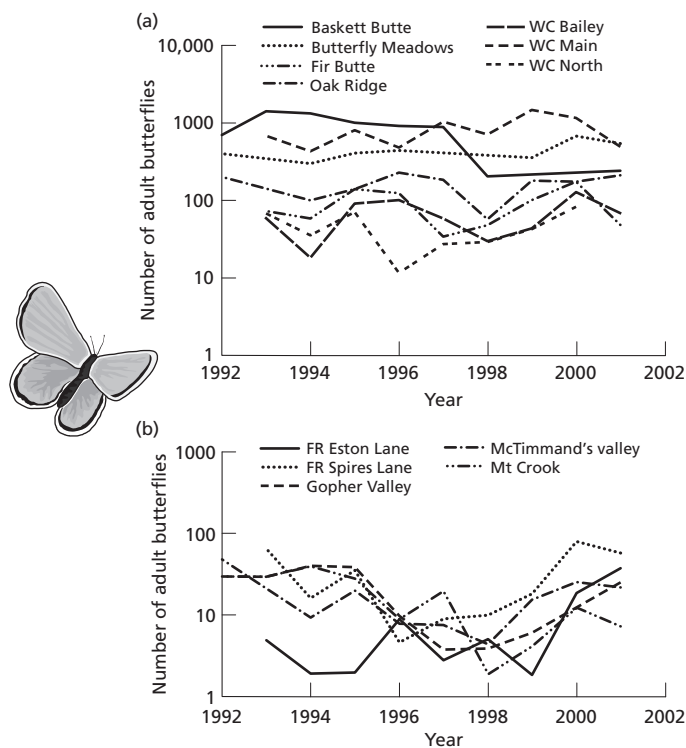 (a)
Baskett Butte
Butterfly Meadows
Fir Butte
Oak Ridge
WC Bailey
WC Main
WC North
Number of adult butterflies
10,000
1000
100
10
1
1992 1994 1996 1998 2000 2002
Year
(b)
FR Eston Lane
FR Spires Lane
Gopher Valley
McTimmand's valley
Mt Crook
Number of adult butterflies
1000
100
10
1
1992 1994 1996 1998 2000 2002
Year